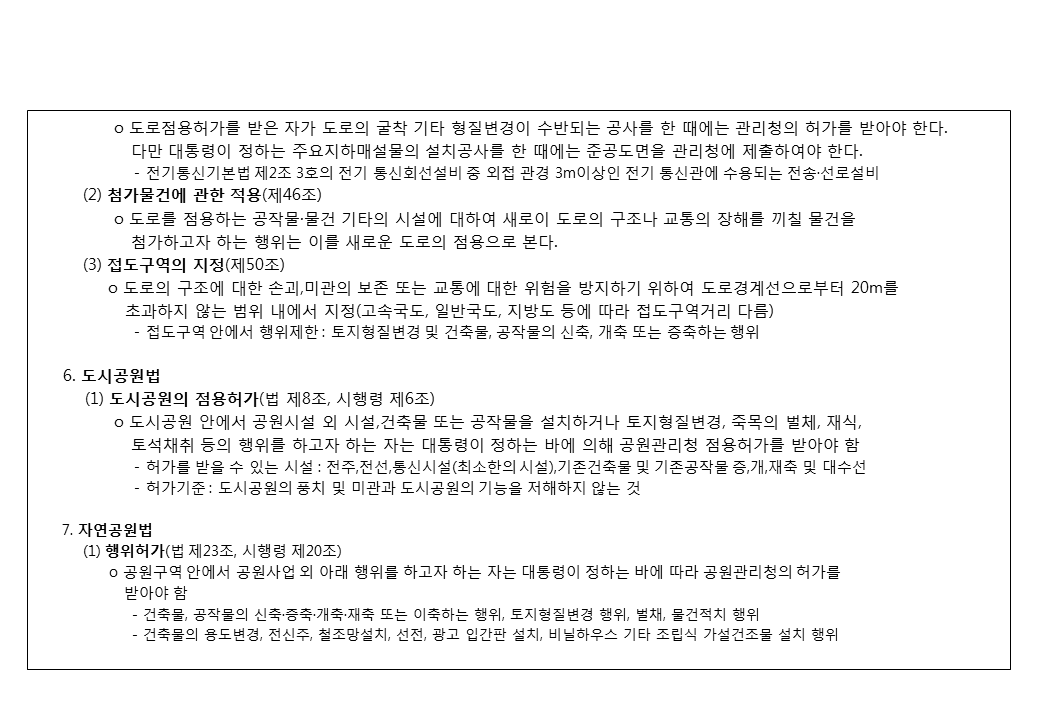 ο 도로점용허가를 받은 자가 도로의 굴착 기타 형질변경이 수반되는 공사를 한 때에는 관리청의 허가를 받아야 한다.
다만 대통령이 정하는 주요지하매설물의 설치공사를 한 때에는 준공도면을 관리청에 제출하여야 한다.
- 전기통신기본법 제2조 3호의 전기 통신회선설비 중 외접 관경 3m이상인 전기 통신관에 수용되는 전송·선로설비
(2) 첨가물건에 관한 적용(제46조)
ο 도로를 점용하는 공작물·물건 기타의 시설에 대하여 새로이 도로의 구조나 교통의 장해를 끼칠 물건을
첨가하고자 하는 행위는 이를 새로운 도로의 점용으로 본다.
(3) 접도구역의 지정(제50조)
ο 도로의 구조에 대한 손괴,미관의 보존 또는 교통에 대한 위험을 방지하기 위하여 도로경계선으로부터 20m를
초과하지 않는 범위 내에서 지정(고속국도, 일반국도, 지방도 등에 따라 접도구역거리 다름)
- 접도구역 안에서 행위제한 : 토지형질변경 및 건축물, 공작물의 신축, 개축 또는 증축하는 행위
6. 도시공원법
(1) 도시공원의 점용허가(법 제8조, 시행령 제6조)
ο 도시공원 안에서 공원시설 외 시설,건축물 또는 공작물을 설치하거나 토지형질변경, 죽목의 벌체, 재식,
토석채취 등의 행위를 하고자 하는 자는 대통령이 정하는 바에 의해 공원관리청 점용허가를 받아야 함
- 허가를 받을 수 있는 시설 : 전주,전선,통신시설(최소한의 시설),기존건축물 및 기존공작물 증,개,재축 및 대수선
- 허가기준 : 도시공원의 풍치 및 미관과 도시공원의 기능을 저해하지 않는 것
7. 자연공원법
(1) 행위허가(법 제23조, 시행령 제20조)
ο 공원구역 안에서 공원사업 외 아래 행위를 하고자 하는 자는 대통령이 정하는 바에 따라 공원관리청의 허가를
받아야 함
- 건축물, 공작물의 신축·증축·개축·재축 또는 이축하는 행위, 토지형질변경 행위, 벌채, 물건적치 행위
- 건축물의 용도변경, 전신주, 철조망설치, 선전, 광고 입간판 설치, 비닐하우스 기타 조립식 가설건조물 설치 행위